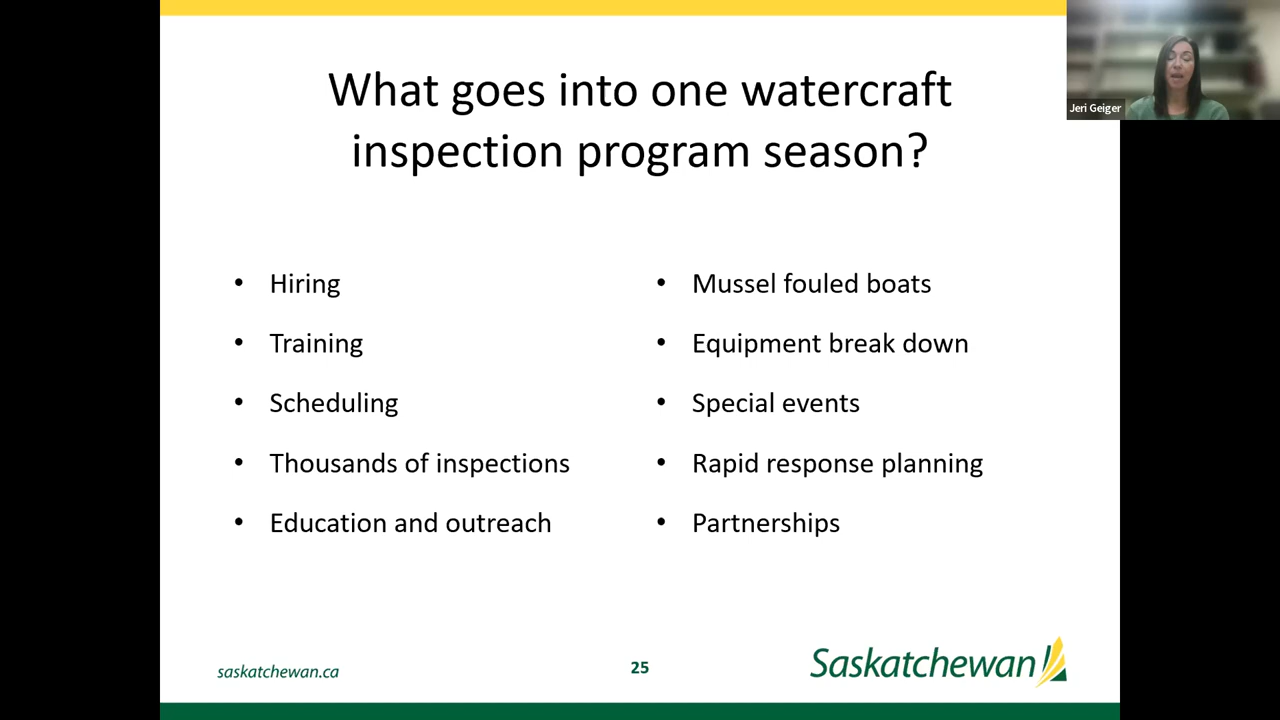 What goes into one watercraft
inspection program season?
• Hiring
• Training
• Scheduling
• Thousands of inspections
• Education and outreach
• Mussel fouled boats
• Equipment break down
• Special events
• Rapid response planning
• Partnerships
saskatchewan.ca
25
Saskatchewan
Jeri Geiger